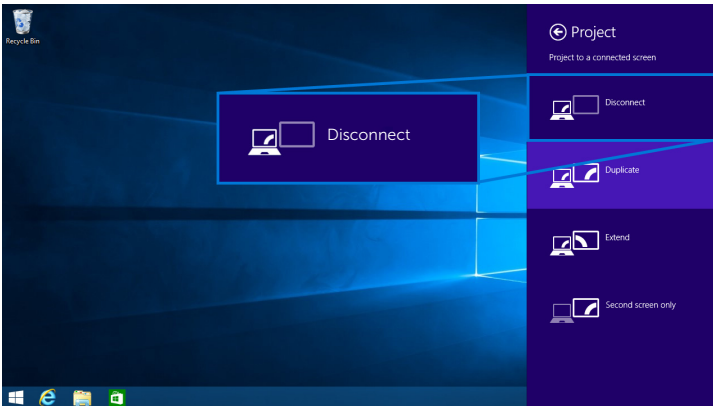 Recycle Bin
Project
Project to a connected screen
Disconnect
Disconnect
Duplicate
Extend
Second screen only